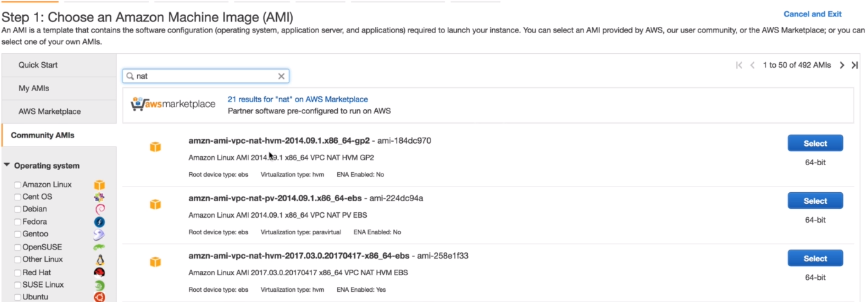 Step 1: Choose an Amazon Machine Image (AMI)
Cancel and Exit
An AMI is a template that contains the software configuration (operating system, application server, and applications) required to launch your instance. You can select an AMI provided by AWS, our user community, or the AWS Marketplace; or you can
select one of your own AMIs.
Quick Start
1 to 50 of 492 AMIs
nat
My AMIs
AWS Marketplace
awsmarketplace
21 results for "nat" on AWS Marketplace
Partner software pre-configured to run on AWS
Community AMIs
amzn-ami-vpc-nat-hvm-2014.09.1.x86_64-gp2 - ami-184dc970
Select
Amazon Linux AMI 2014.09.1 x86_64 VPC NAT HVM GP2
64-bit
Operating system
Root device type: ebs Virtualization type: hvm ENA Enabled: No
Amazon Linux
Cent OS
amzn-ami-vpc-nat-pv-2014.09.1.x86_64-ebs - ami-224dc94a
Select
Debian
Amazon Linux AMI 2014.09.1 x86_64 VPC NAT PV EBS
64-bit
Fedora
Root device type: ebs Virtualization type: paravirtual ENA Enabled: No
Gentoo
OpenSUSE
amzn-ami-vpc-nat-hvm-2017.03.0.20170417-x86_64-ebs - ami-258e1f33
Select
Other Linux
Amazon Linux AMI 2017.03.0.20170417 x86_64 VPC NAT HVM EBS
64-bit
Red Hat
SUSE Linux
Root device type: ebs Virtualization type: hvm ENA Enabled: Yes
Ubuntu